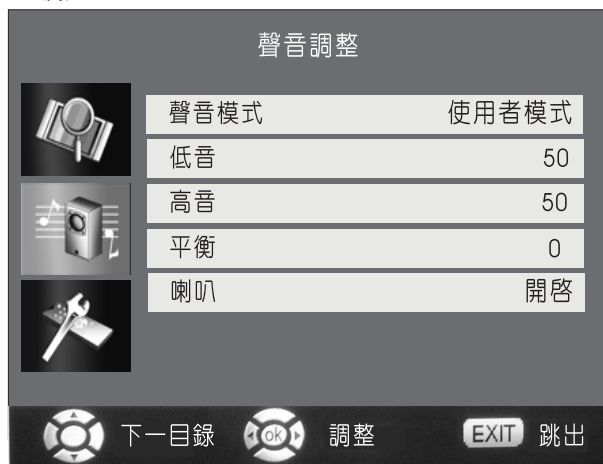 聲音調整
聲音模式 使用者模式
低音 50
高音 50
平衡 0
喇叭 開啓
下一目錄 ok 調整 EXIT 跳出